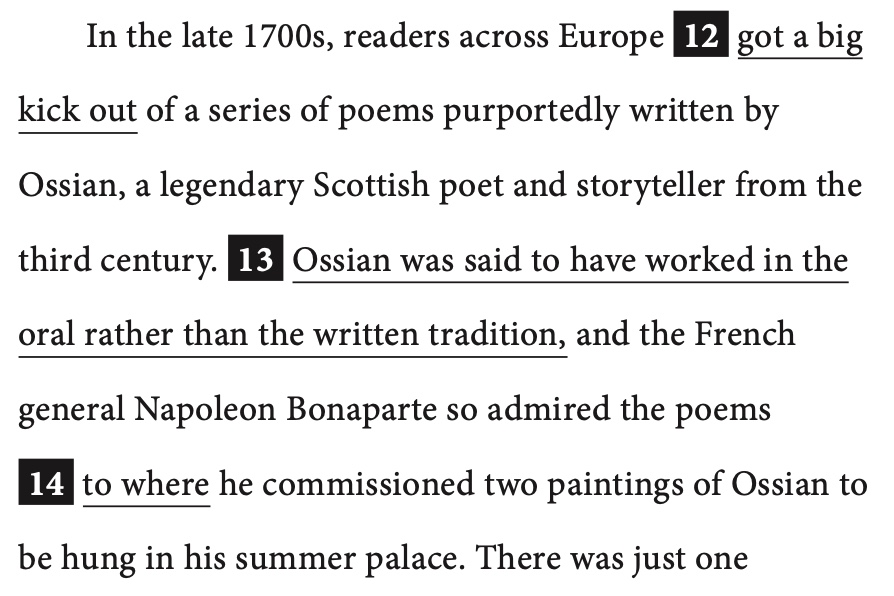 In the late 1700s, readers across Europe 12 got a big
kick out of a series of poems purportedly written by
Ossian, a legendary Scottish poet and storyteller from the
third century. 13 Ossian was said to have worked in the
oral rather than the written tradition, and the French
general Napoleon Bonaparte so admired the poems
14 to where he commissioned two paintings of Ossian to
be hung in his summer palace. There was just one